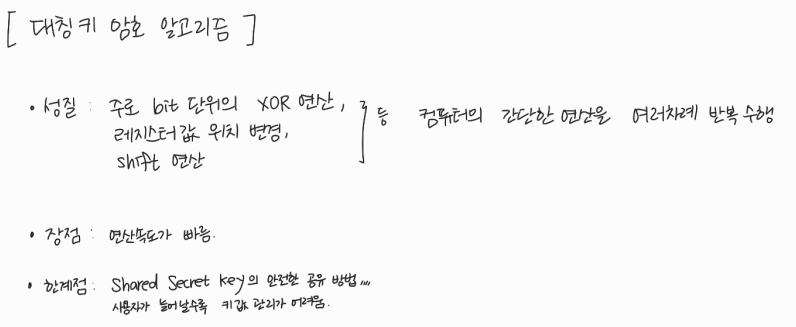 [ 대칭키 암호 알고리즘 ]
• 성질 : 주로 bit 단위의 XOR 연산,
레지스터값 위치 변경,
shift 연산
등 컴퓨터의 간단한 연산을 여러차례 반복 수행
• 장점 : 연산속도가 빠름.
• 한계점 : Shared Secret key의 안전한 공유 방법,,,,
사용자가 늘어날수록 키값 관리가 어려움.